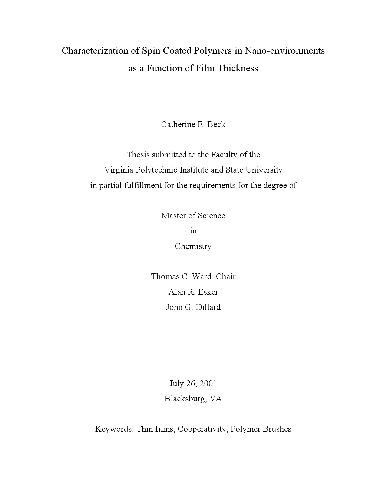 Characterization of Spin Coated Polymers in Nano-environments
as a Function of Film Thickness
Catherine E. Beck
Thesis submitted to the Faculty of the
Virginia Polytechnic Institute and State University
in partial fulfillment for the requirements for the degree of
Master of Science
in
Chemistry
Thomas C. Ward, Chair
Alan R. Esker
John G. Dillard
July 26,
Blacksburg, VA
Keywords: Thin films, Cooperativity, Polymer Brushes